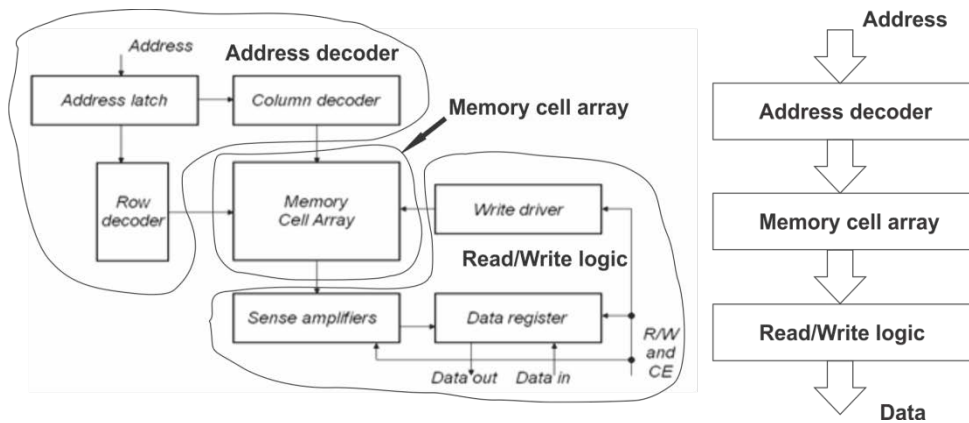 Address
Address decoder
Address latch
Column decoder
Memory cell array
Row
decoder
Memory
Cell Array
Write driver
Read/Write logic
Sense amplifiers
Data register
R/W
and
CE
Data out
Data in
Address
Address decoder
Memory cell array
Read/Write logic
Data